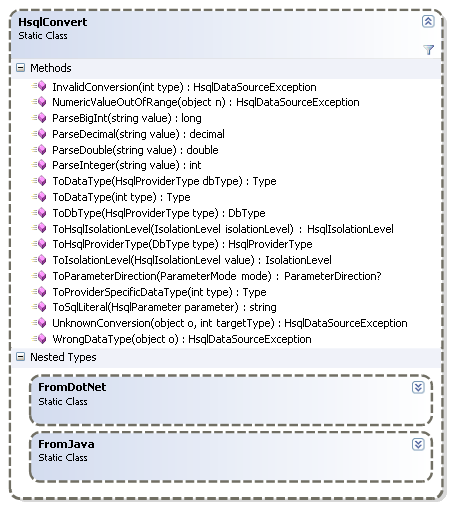 HsqlConvert
Static Class
Methods
InvalidConversion(int type) : HsqlDataSourceException
NumericValueOutOfRange(object n) : HsqlDataSourceException
ParseBigInt(string value) : long
ParseDecimal(string value) : decimal
ParseDouble(string value) : double
ParseInteger(string value) : int
ToDataType(HsqlProviderType dbType) : Type
ToDataType(int type) : Type
ToDbType(HsqlProviderType type) : DbType
ToHsqlIsolationLevel(IsolationLevel isolationLevel) : HsqlIsolationLevel
ToHsqlProviderType(DbType type) : HsqlProviderType
ToIsolationLevel(HsqlIsolationLevel value) : IsolationLevel
ToParameterDirection(ParameterMode mode) : ParameterDirection?
ToProviderSpecificDataType(int type) : Type
ToSqlLiteral(HsqlParameter parameter) : string
UnknownConversion(object o, int targetType) : HsqlDataSourceException
WrongDataType(object o) : HsqlDataSourceException
Nested Types
FromDotNet
Static Class
FromJava
Static Class